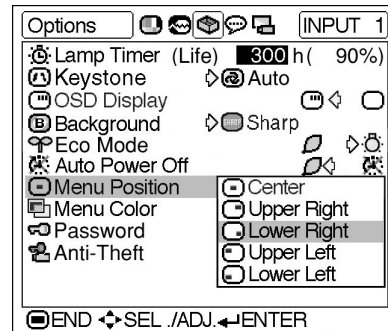 Options INPUT 1
Lamp Timer (Life) 300 h( 90%)
Keystone Auto
OSD Display
B Background SHARP Sharp
Eco Mode
Auto Power Off
Menu Position Center
Menu Color Upper Right
Password Lower Right
Anti-Theft Upper Left
Lower Left
END SEL ./ADJ. ENTER